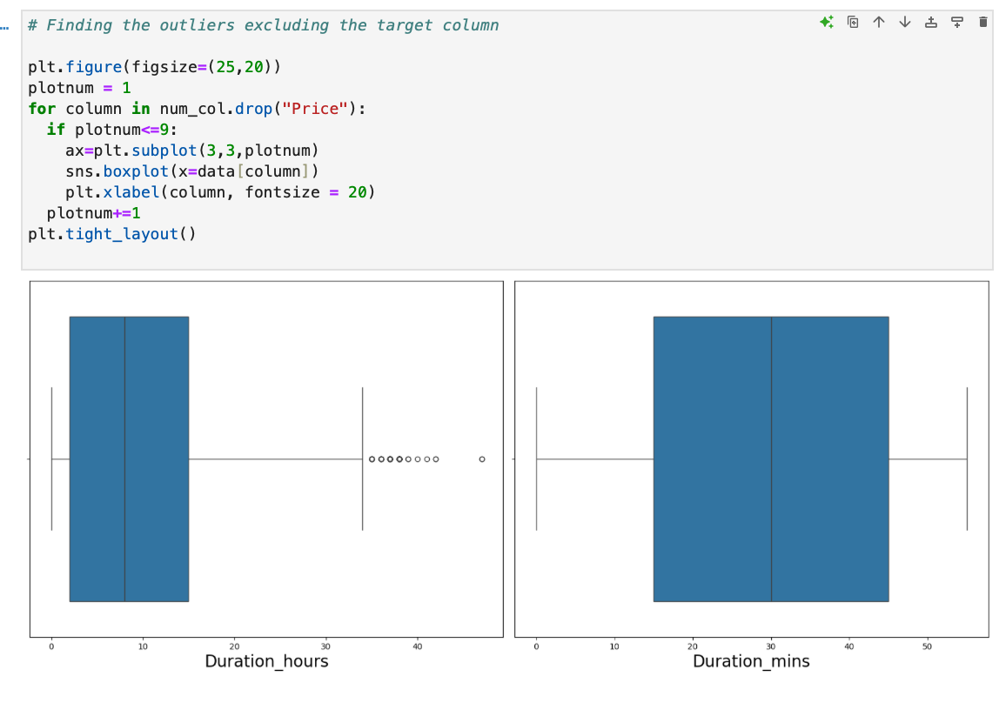 # Finding the outliers excluding the target column
plt.figure(figsize=(25,20))
plotnum = 1
for column in num_col.drop("Price"):
  if plotnum<=9:
    ax=plt.subplot(3,3,plotnum)
    sns.boxplot(x=data[column])
    plt.xlabel(column, fontsize = 20)
  plotnum+=1
plt.tight_layout()
0 10 20 30 40
Duration_hours
0 10 20 30 40 50
Duration_mins